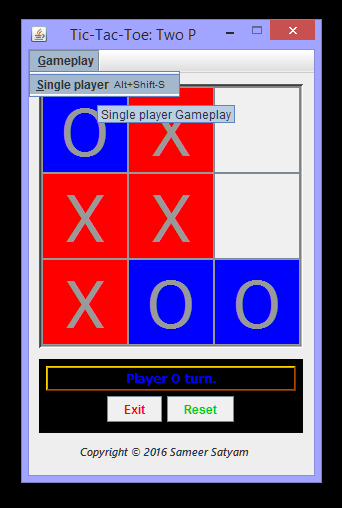 Tic-Tac-Toe: Two P
Gameplay
Single player Alt+Shift-S
Single player Gameplay
O X
X X
X O O
Player O turn.
Exit Reset
Copyright © 2016 Sameer Satyam